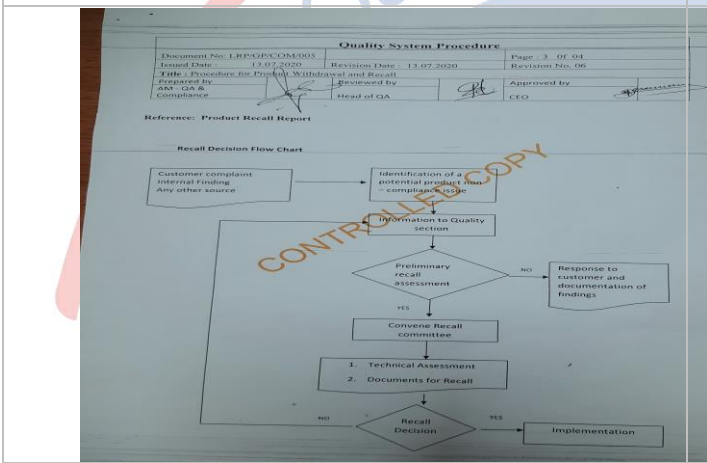 Quality System Procedure
Document No: LRP/GP/COM/005 Page : 3 Of 04
Issued Date : 13.07.2020 Revision Date : 13.07.2020 Revision No. 06
Title : Procedure for Product Withdrawal and Recall
Prepared by Reviewed by Approved by
AM - QA &
Compliance Head of QA CEO
Reference: Product Recall Report
Recall Decision Flow Chart
Customer complaint
Internal Finding
Any other source
Identification of a
potential product non
– compliance issue
Information to Quality
section
Preliminary
recall
assessment
NO
Response to
customer and
documentation of
findings
YES
Convene Recall
committee
1. Technical Assessment
2. Documents for Recall
NO
Recall
Decision
YES
Implementation
CONTROLLED COPY